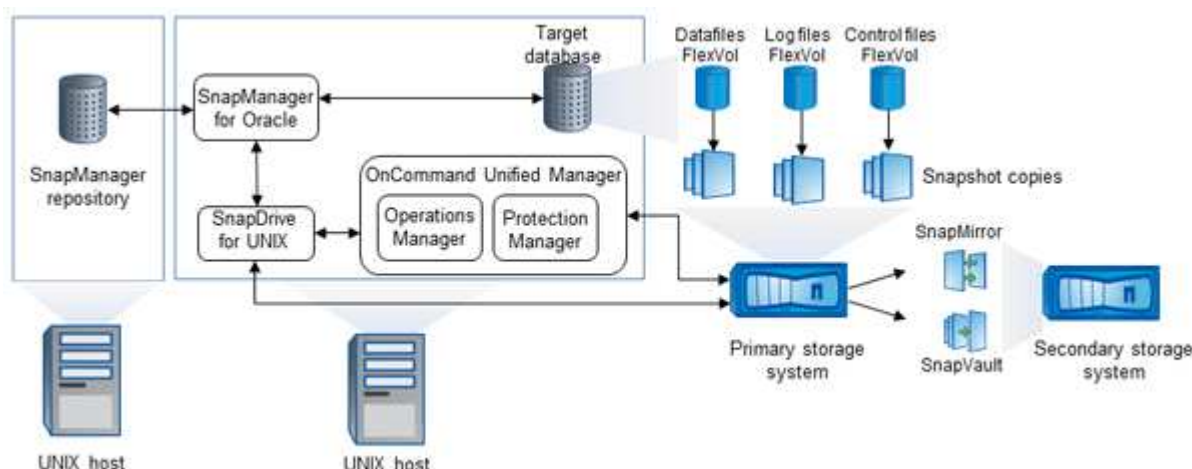 Target
database
Datafiles
FlexVol
Log files
FlexVol
Control files
FlexVol
SnapManager
for Oracle
SnapManager
repository
OnCommand Unified Manager
Operations
Manager
Protection
Manager
SnapDrive
for UNIX
Snapshot copies
SnapMirror
SnapVault
Primary storage
system
Secondary storage
system
UNIX host
UNIX host